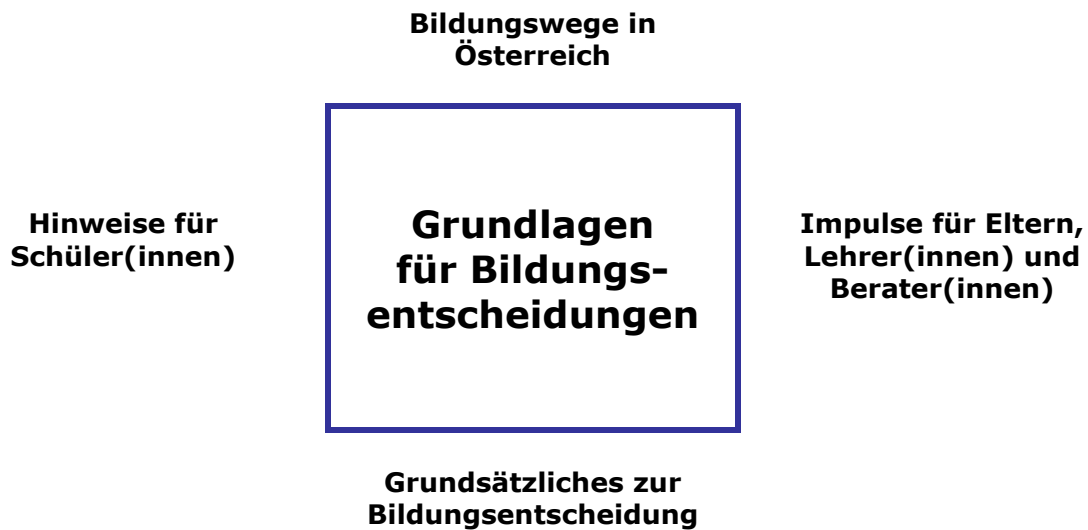 Bildungswege in
Österreich
Hinweise für
Schüler(innen)
Grundlagen
für Bildungs-
entscheidungen
Impulse für Eltern,
Lehrer(innen) und
Berater(innen)
Grundsätzliches zur
Bildungsentscheidung